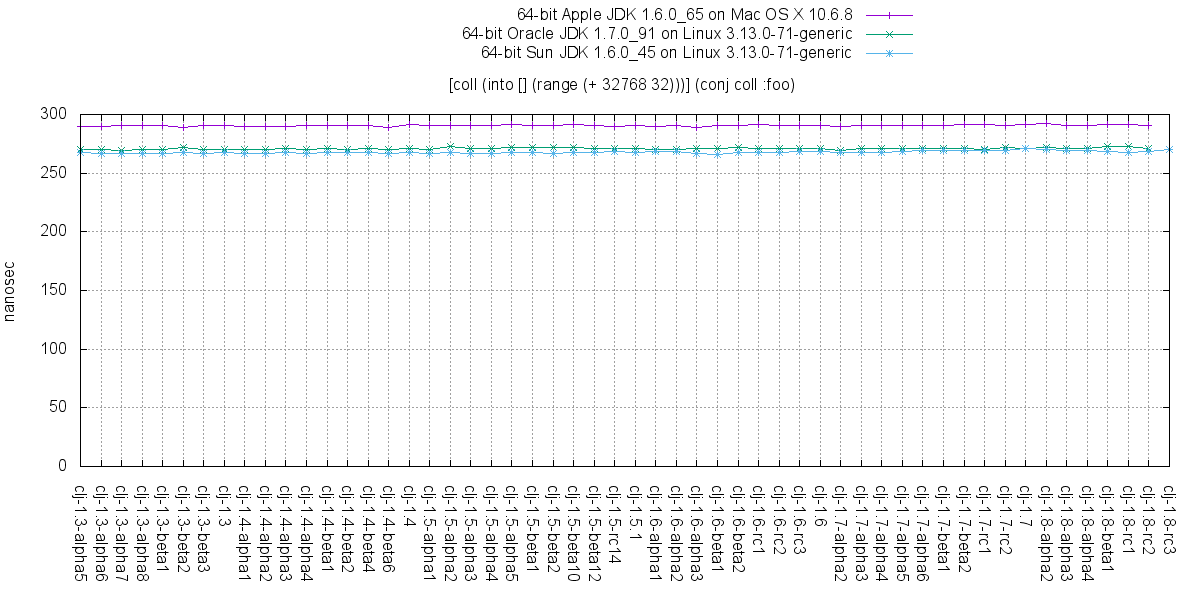 64-bit Apple JDK 1.6.0_65 on Mac OS X 10.6.8
64-bit Oracle JDK 1.7.0_91 on Linux 3.13.0-71-generic
64-bit Sun JDK 1.6.0_45 on Linux 3.13.0-71-generic
[coll (into [] (range (+ 32768 32)))] (conj coll :foo)
nanosec
300
250
200
150
100
50
0
clj-1.3-alpha5
clj-1.3-alpha6
clj-1.3-alpha7
clj-1.3-alpha8
clj-1.3-beta1
clj-1.3-beta2
clj-1.3-beta3
clj-1.3
clj-1.4-alpha1
clj-1.4-alpha2
clj-1.4-alpha3
clj-1.4-alpha4
clj-1.4-beta1
clj-1.4-beta2
clj-1.4-beta4
clj-1.4-beta6
clj-1.4
clj-1.5-alpha1
clj-1.5-alpha2
clj-1.5-alpha3
clj-1.5-alpha4
clj-1.5-alpha5
clj-1.5-beta1
clj-1.5-beta2
clj-1.5-beta10
clj-1.5-beta12
clj-1.5-rc14
clj-1.5.1
clj-1.6-alpha1
clj-1.6-alpha2
clj-1.6-alpha3
clj-1.6-beta1
clj-1.6-beta2
clj-1.6-rc1
clj-1.6-rc2
clj-1.6-rc3
clj-1.6
clj-1.7-alpha2
clj-1.7-alpha3
clj-1.7-alpha4
clj-1.7-alpha5
clj-1.7-alpha6
clj-1.7-beta1
clj-1.7-beta2
clj-1.7-rc1
clj-1.7-rc2
clj-1.7
clj-1.8-alpha2
clj-1.8-alpha3
clj-1.8-alpha4
clj-1.8-beta1
clj-1.8-rc1
clj-1.8-rc2
clj-1.8-rc3